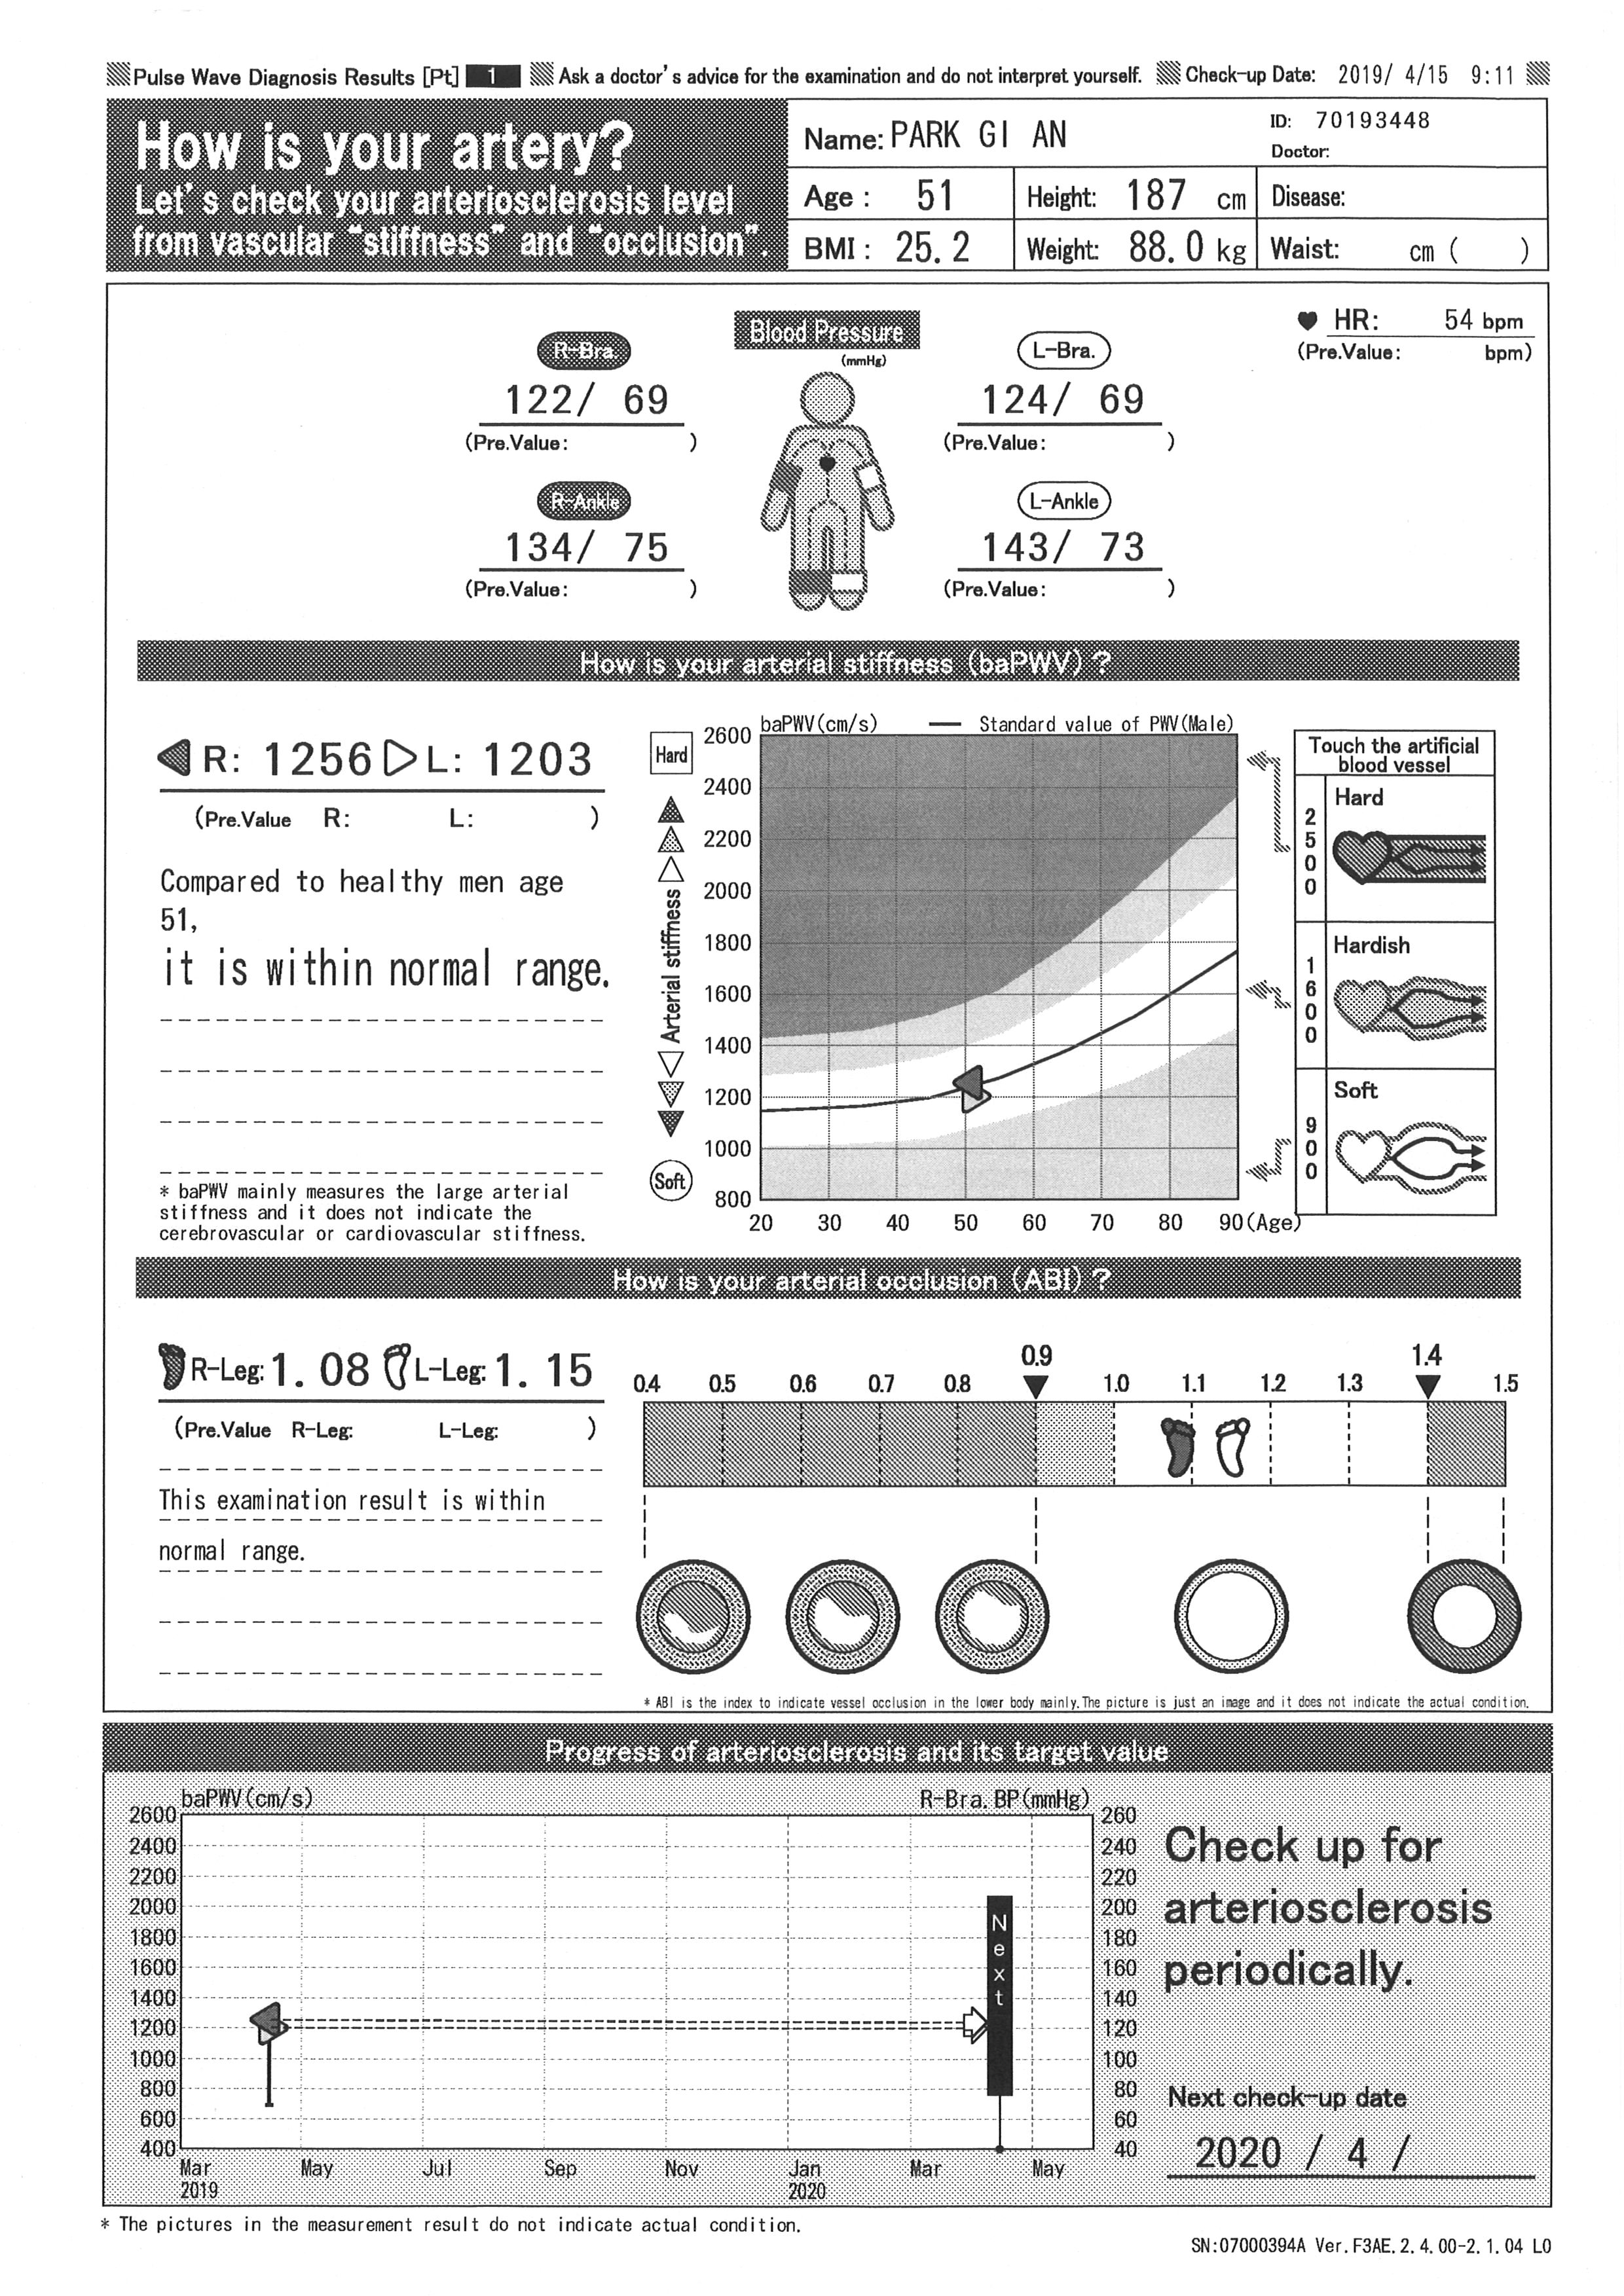 Pulse Wave Diagnosis Results [Pt] 1 Ask a doctor's advice for the examination and do not interpret yourself. Check-up Date: 2019/ 4/15 9:11
How is your artery?
Let's check your arteriosclerosis level
from vascular "stiffness" and "occlusion".
Name: PARK GI AN
ID: 70193448
Doctor:
Age: 51 Height: 187 cm Disease:
BMI: 25.2 Weight: 88.0 kg Waist: cm ( )
Blood Pressure
(mmHg)
HR: 54 bpm
(Pre.Value: bpm)
R-Bra. L-Bra.
122/ 69 124/ 69
(Pre.Value: ) (Pre.Value: )
R-Ankle L-Ankle
134/ 75 143/ 73
(Pre.Value: ) (Pre.Value: )
How is your arterial stiffness (baPWV) ?
R: 1256 L: 1203
(Pre.Value R: L: )
Compared to healthy men age
51,
it is within normal range.
* baPWV mainly measures the large arterial
stiffness and it does not indicate the
cerebrovascular or cardiovascular stiffness.
Hard
Arterial stiffness
Soft
baPWV(cm/s) Standard value of PWV(Male)
2600
2400
2200
2000
1800
1600
1400
1200
1000
800
20 30 40 50 60 70 80 90(Age)
Touch the artificial
blood vessel
2500 Hard
1600 Hardish
900 Soft
How is your arterial occlusion (ABI) ?
R-Leg: 1.08 L-Leg: 1.15
(Pre.Value R-Leg: L-Leg: )
This examination result is within
normal range.
0.4 0.5 0.6 0.7 0.8 0.9 1.0 1.1 1.2 1.3 1.4 1.5
* ABI is the index to indicate vessel occlusion in the lower body mainly.The picture is just an image and it does not indicate the actual condition.
Progress of arteriosclerosis and its target value
baPWV(cm/s) R-Bra. BP(mmHg)
2600 260
2400 240
2200 220
2000 200
1800 180
1600 160
1400 140
1200 120
1000 100
800 80
600 60
400 40
Next
Mar May Jul Sep Nov Jan Mar May
2019 2020
Check up for
arteriosclerosis
periodically.
Next check-up date
2020 / 4 /
* The pictures in the measurement result do not indicate actual condition.
SN:07000394A Ver.F3AE.2.4.00-2.1.04 L0